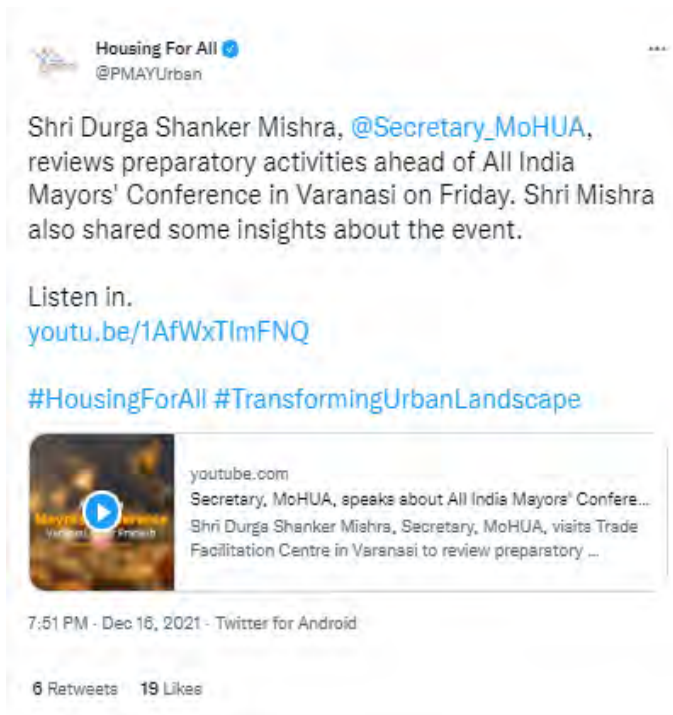 Housing For All
@PMAYUrban
Shri Durga Shanker Mishra, @Secretary_MoHUA,
reviews preparatory activities ahead of All India
Mayors' Conference in Varanasi on Friday. Shri Mishra
also shared some insights about the event.
Listen in.
youtu.be/1AfWxTlmFNQ
#HousingForAll #TransformingUrbanLandscape
youtube.com
Secretary, MoHUA, speaks about All India Mayors' Confere...
Shri Durga Shanker Mishra, Secretary, MoHUA, visits Trade
Facilitation Centre in Varanasi to review preparatory ...
7:51 PM · Dec 16, 2021 · Twitter for Android
6 Retweets 19 Likes